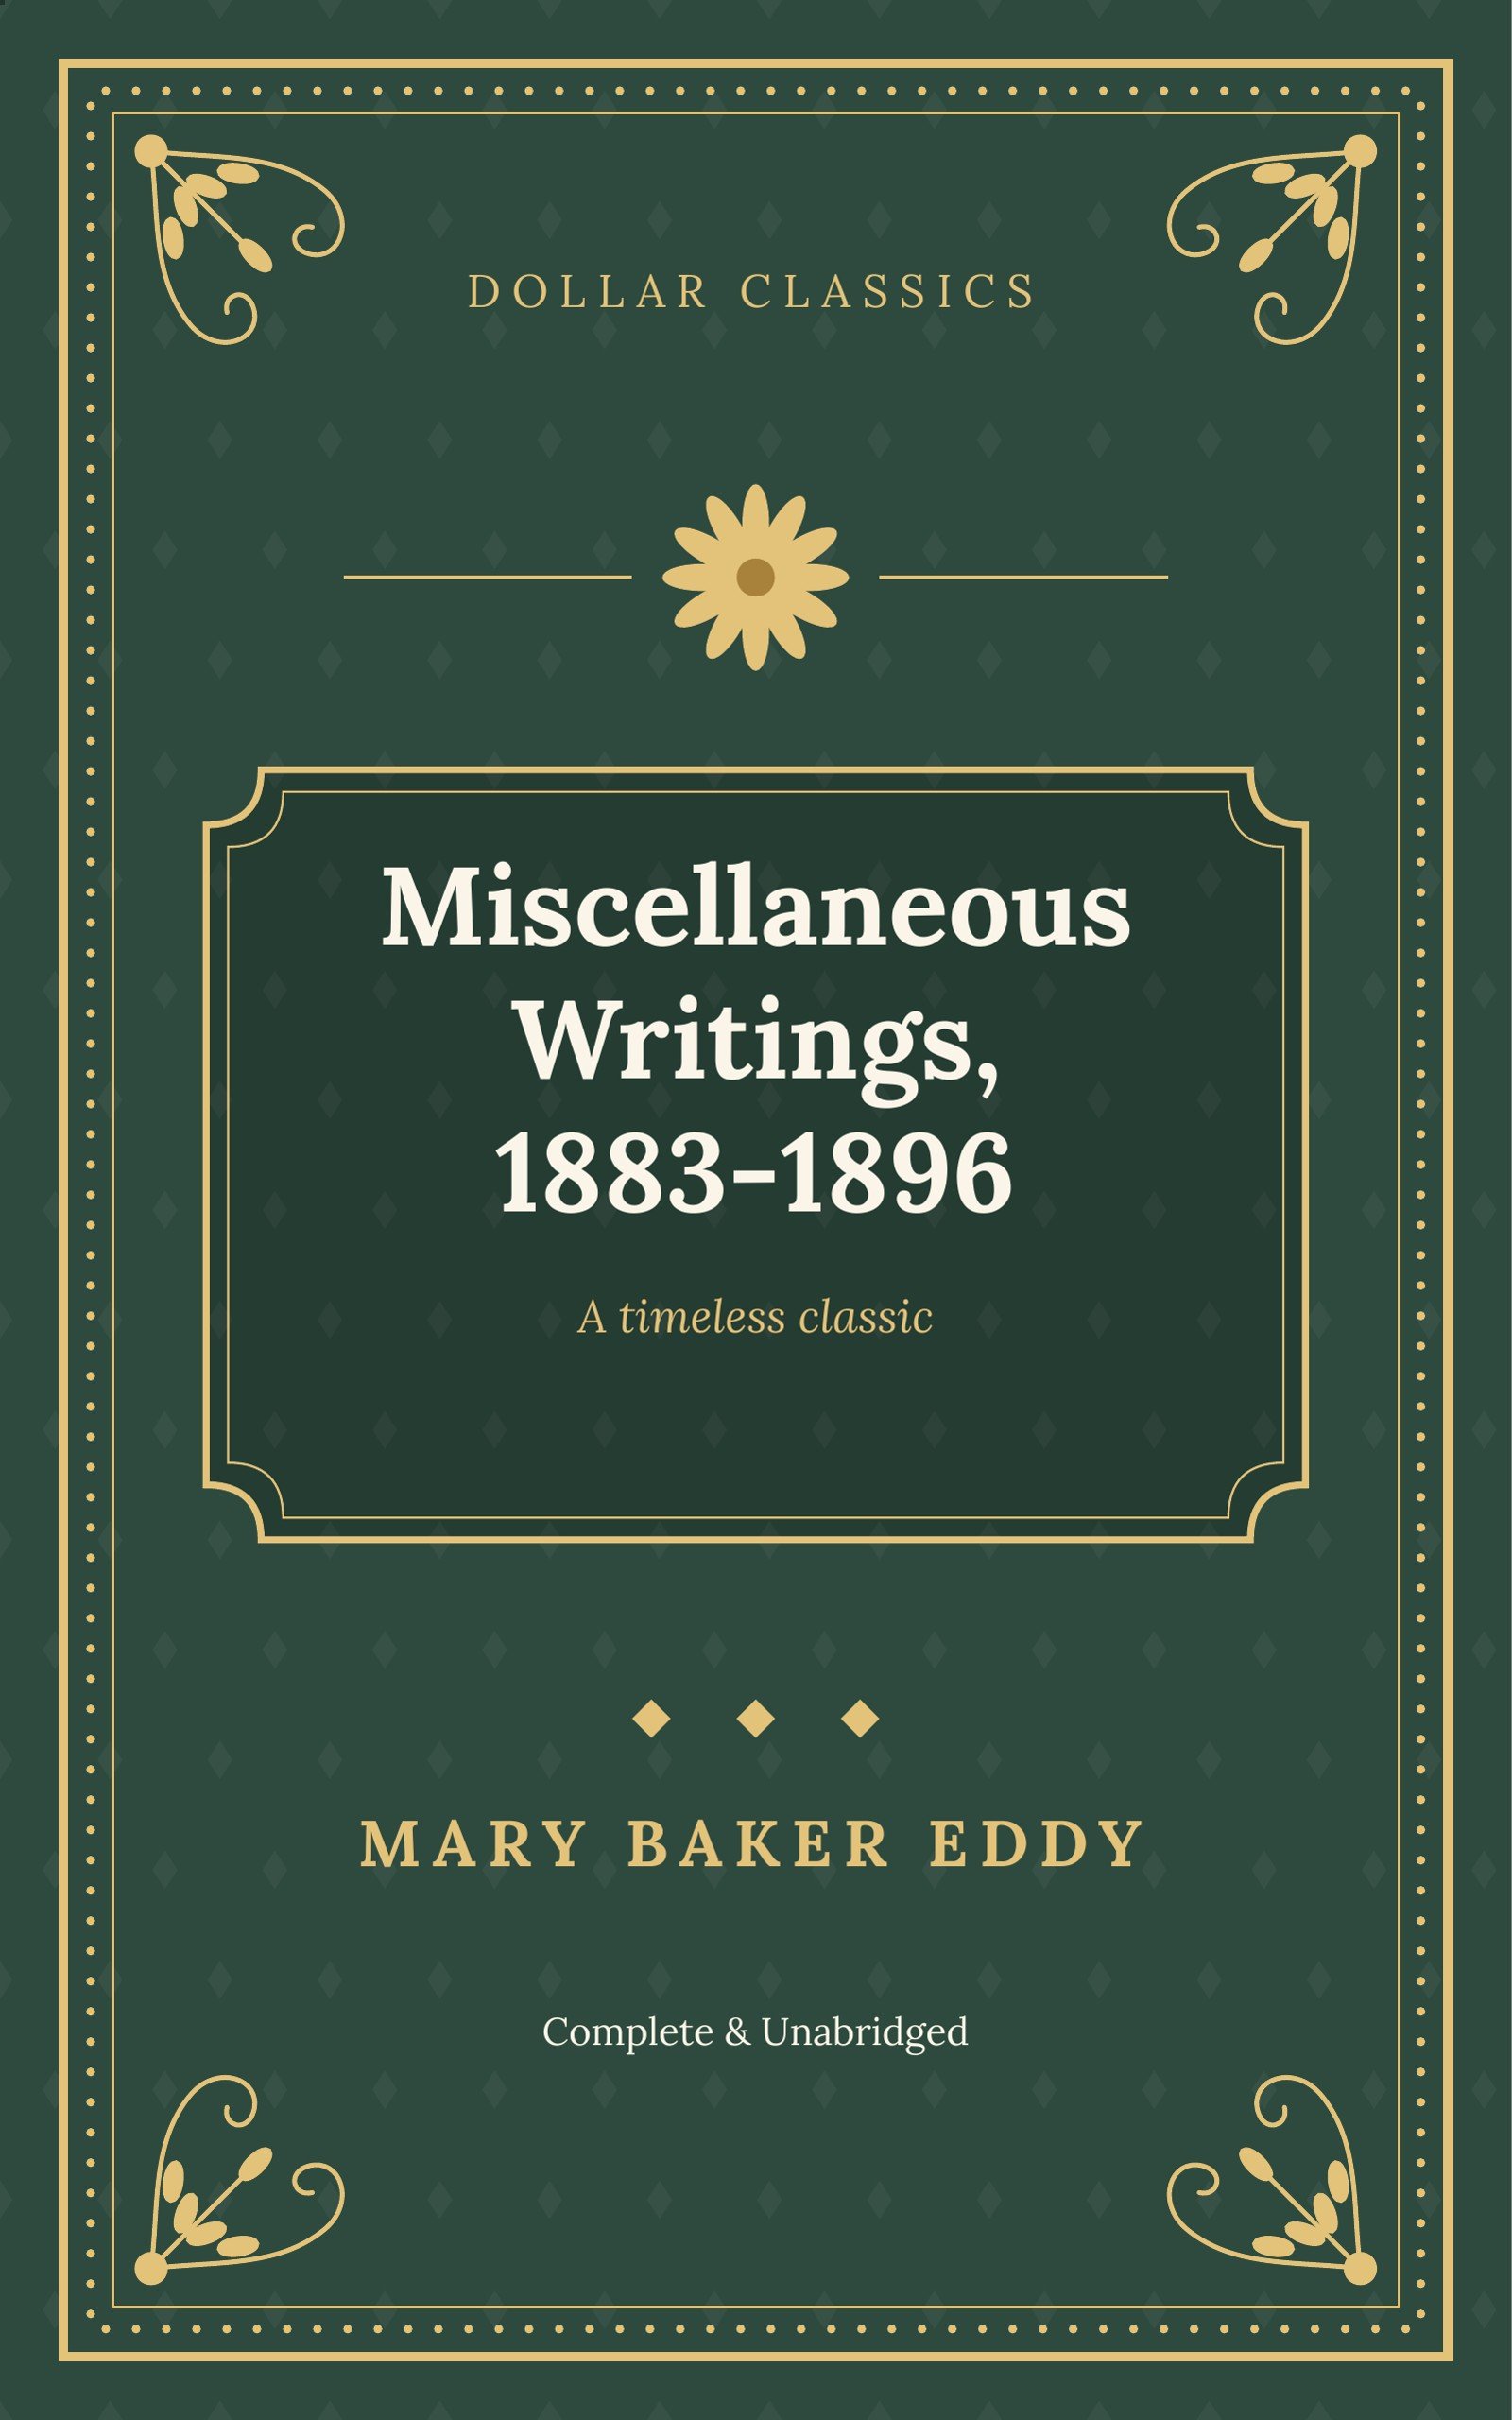 DOLLAR CLASSICS
Miscellaneous
Writings,
1883–1896
A timeless classic
MARY BAKER EDDY
Complete & Unabridged